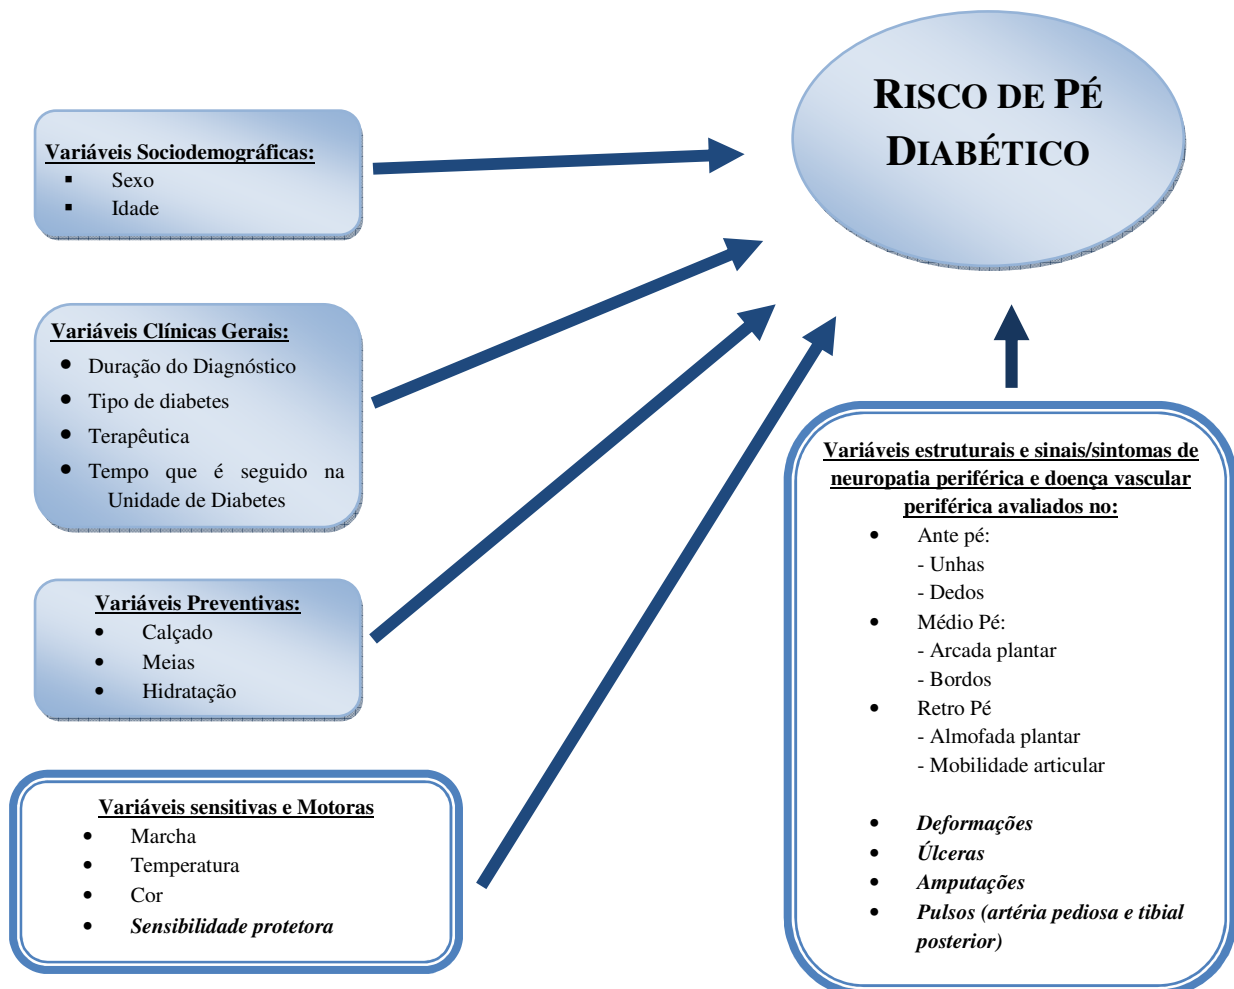 RISCO DE PÉ
DIABÉTICO
Variáveis Sociodemográficas:
▪ Sexo
▪ Idade
Variáveis Clínicas Gerais:
• Duração do Diagnóstico
• Tipo de diabetes
• Terapêutica
• Tempo que é seguido na
Unidade de Diabetes
Variáveis Preventivas:
• Calçado
• Meias
• Hidratação
Variáveis sensitivas e Motoras
• Marcha
• Temperatura
• Cor
• Sensibilidade protetora
Variáveis estruturais e sinais/sintomas de
neuropatia periférica e doença vascular
periférica avaliados no:
• Ante pé:
- Unhas
- Dedos
• Médio Pé:
- Arcada plantar
- Bordos
• Retro Pé
- Almofada plantar
- Mobilidade articular
• Deformações
• Úlceras
• Amputações
• Pulsos (artéria pediosa e tibial
posterior)